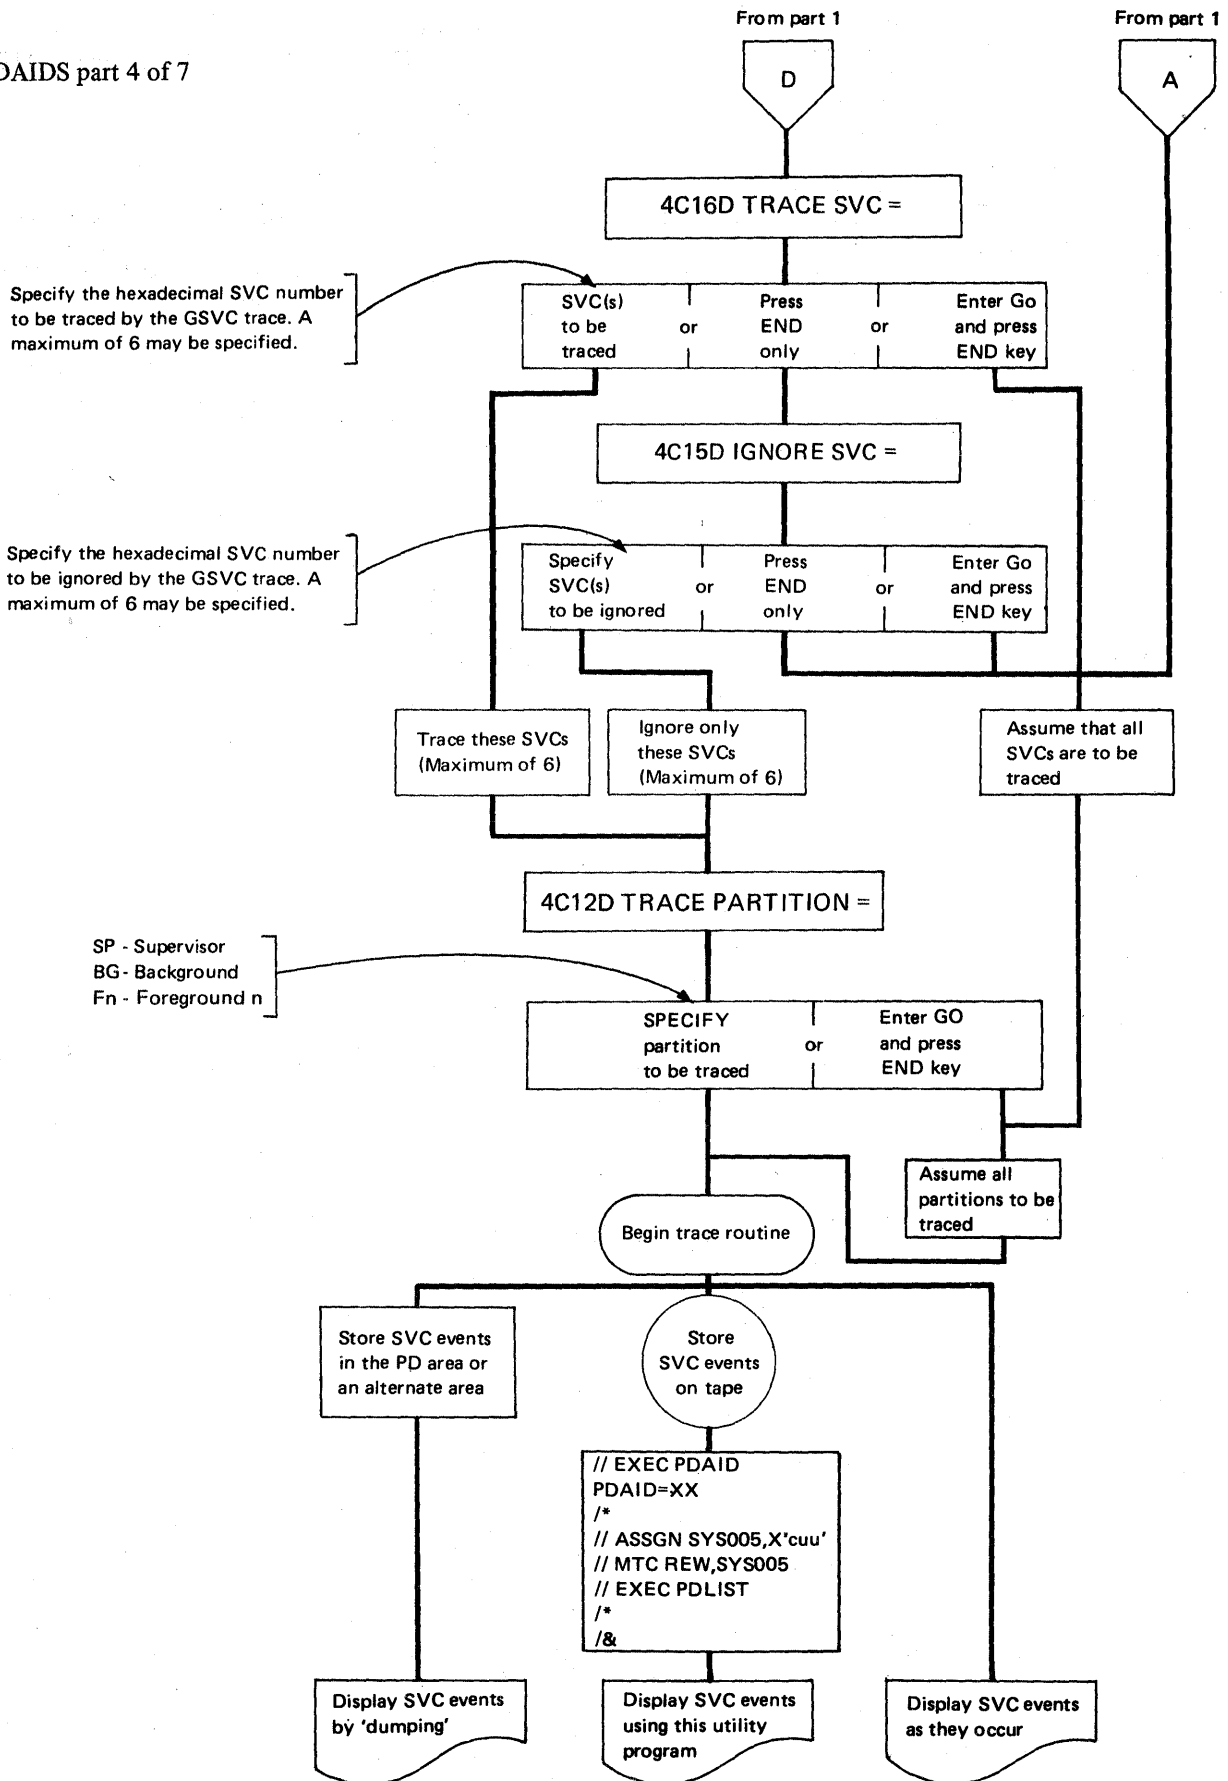 From part 1
From part 1
DAIDS part 4 of 7
D
A
4C16D TRACE SVC =
Specify the hexadecimal SVC number
to be traced by the GSVC trace. A
maximum of 6 may be specified.
SVC(s)
to be
traced
or
Press
END
only
or
Enter Go
and press
END key
4C15D IGNORE SVC =
Specify the hexadecimal SVC number
to be ignored by the GSVC trace. A
maximum of 6 may be specified.
Specify
SVC(s)
to be ignored
or
Press
END
only
or
Enter Go
and press
END key
Trace these SVCs
(Maximum of 6)
Ignore only
these SVCs
(Maximum of 6)
Assume that all
SVCs are to be
traced
4C12D TRACE PARTITION =
SP - Supervisor
BG - Background
Fn - Foreground n
SPECIFY
partition
to be traced
or
Enter GO
and press
END key
Assume all
partitions to be
traced
Begin trace routine
Store SVC events
in the PD area or
an alternate area
Store
SVC events
on tape
// EXEC PDAID
PDAID=XX
/*
// ASSGN SYS005,X'cuu'
// MTC REW,SYS005
// EXEC PDLIST
/*
/&
Display SVC events
by 'dumping'
Display SVC events
using this utility
program
Display SVC events
as they occur